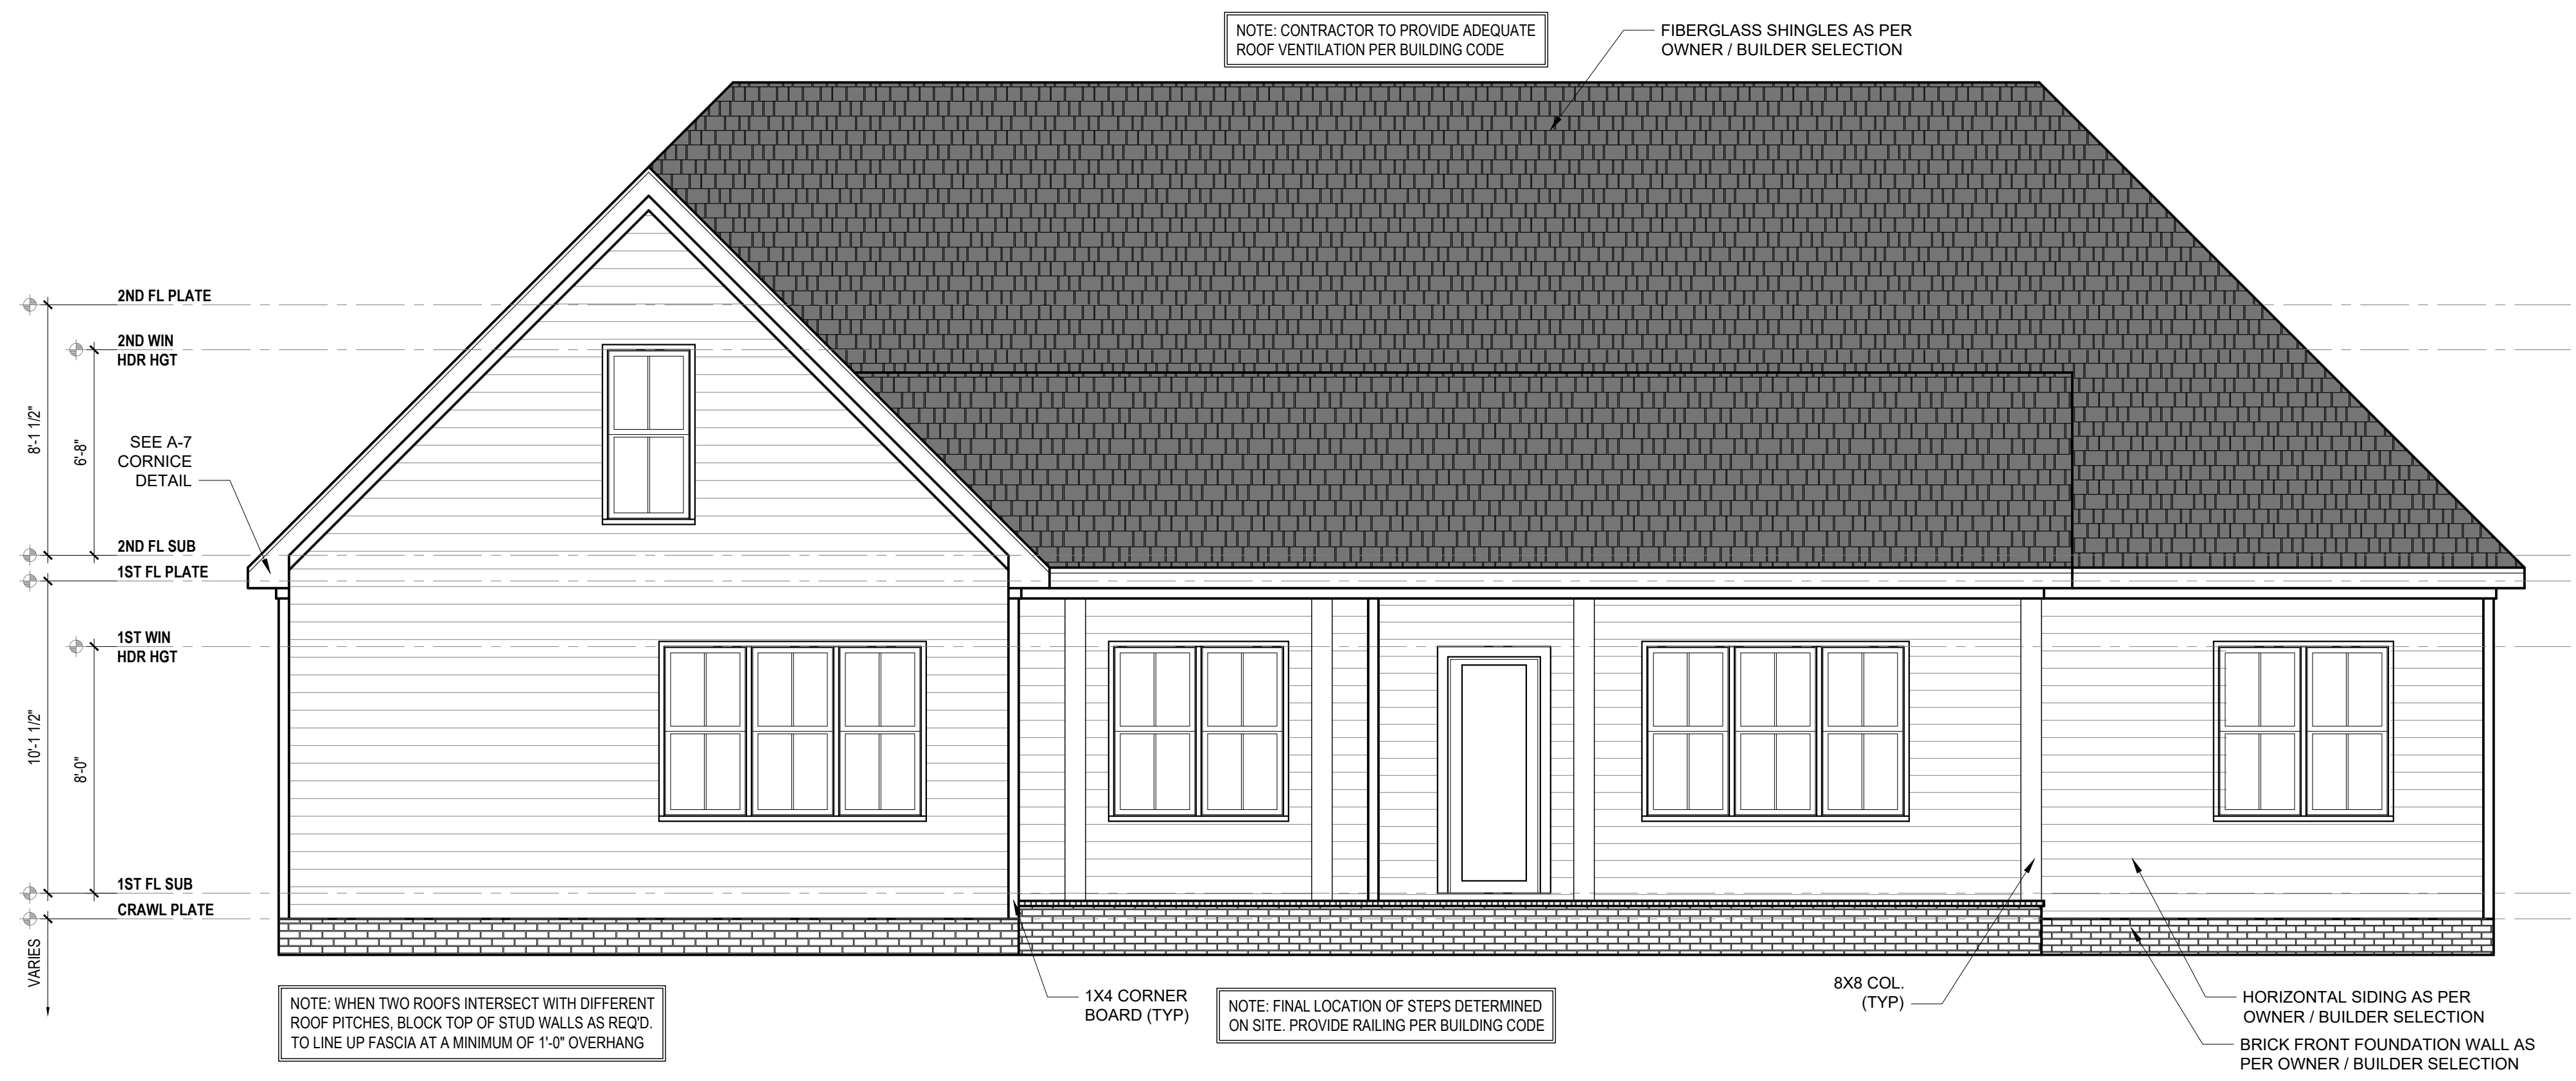 NOTE: CONTRACTOR TO PROVIDE ADEQUATE
ROOF VENTILATION PER BUILDING CODE
FIBERGLASS SHINGLES AS PER
OWNER / BUILDER SELECTION
2ND FL PLATE
2ND WIN
HDR HGT
8'-1 1/2"
6'-8"
SEE A-7
CORNICE
DETAIL
2ND FL SUB
1ST FL PLATE
1ST WIN
HDR HGT
10'-1 1/2"
8'-0"
1ST FL SUB
CRAWL PLATE
VARIES
NOTE: WHEN TWO ROOFS INTERSECT WITH DIFFERENT
ROOF PITCHES, BLOCK TOP OF STUD WALLS AS REQ'D.
TO LINE UP FASCIA AT A MINIMUM OF 1'-0" OVERHANG
1X4 CORNER
BOARD (TYP)
NOTE: FINAL LOCATION OF STEPS DETERMINED
ON SITE. PROVIDE RAILING PER BUILDING CODE
8X8 COL.
(TYP)
HORIZONTAL SIDING AS PER
OWNER / BUILDER SELECTION
BRICK FRONT FOUNDATION WALL AS
PER OWNER / BUILDER SELECTION